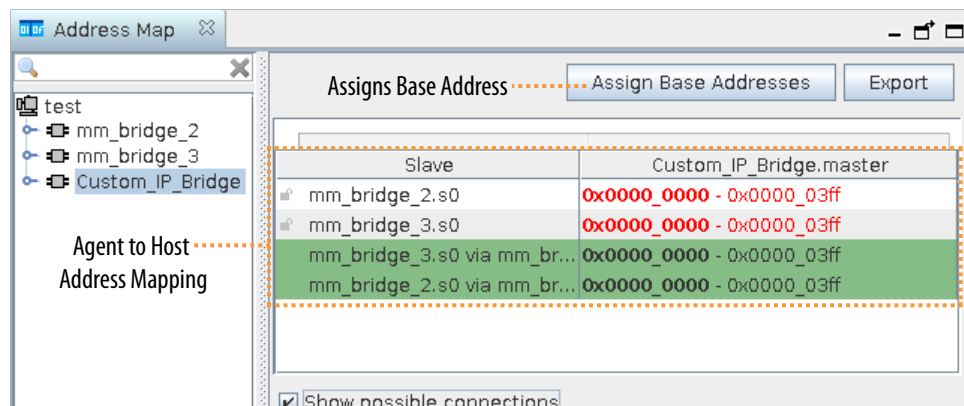 Address Map
test
mm_bridge_2
mm_bridge_3
Custom_IP_Bridge
Agent to Host
Address Mapping
Assigns Base Address
Assign Base Addresses
Export
Slave Custom_IP_Bridge.master
mm_bridge_2.s0 0x0000_0000 - 0x0000_03ff
mm_bridge_3.s0 0x0000_0000 - 0x0000_03ff
mm_bridge_3.s0 via mm_br... 0x0000_0000 - 0x0000_03ff
mm_bridge_2.s0 via mm_br... 0x0000_0000 - 0x0000_03ff
Show possible connections